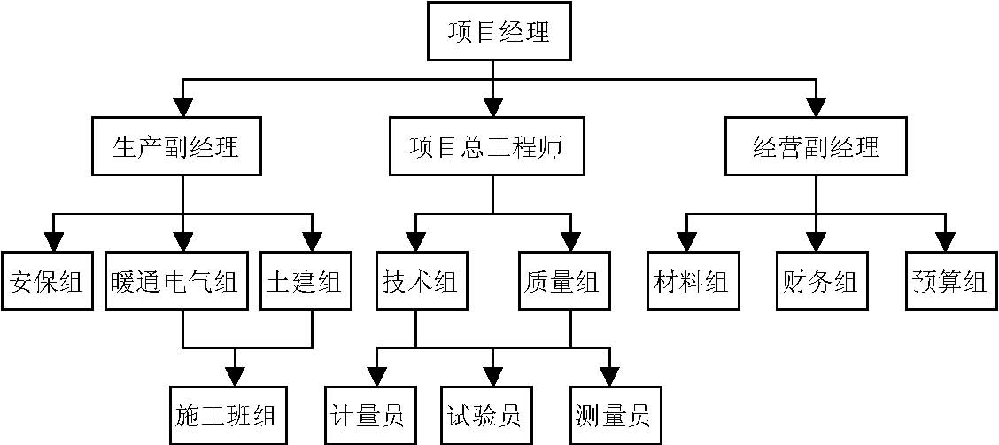 项目经理
生产副经理
项目总工程师
经营副经理
安保组
暖通电气组
土建组
技术组
质量组
材料组
财务组
预算组
施工班组
计量员
试验员
测量员